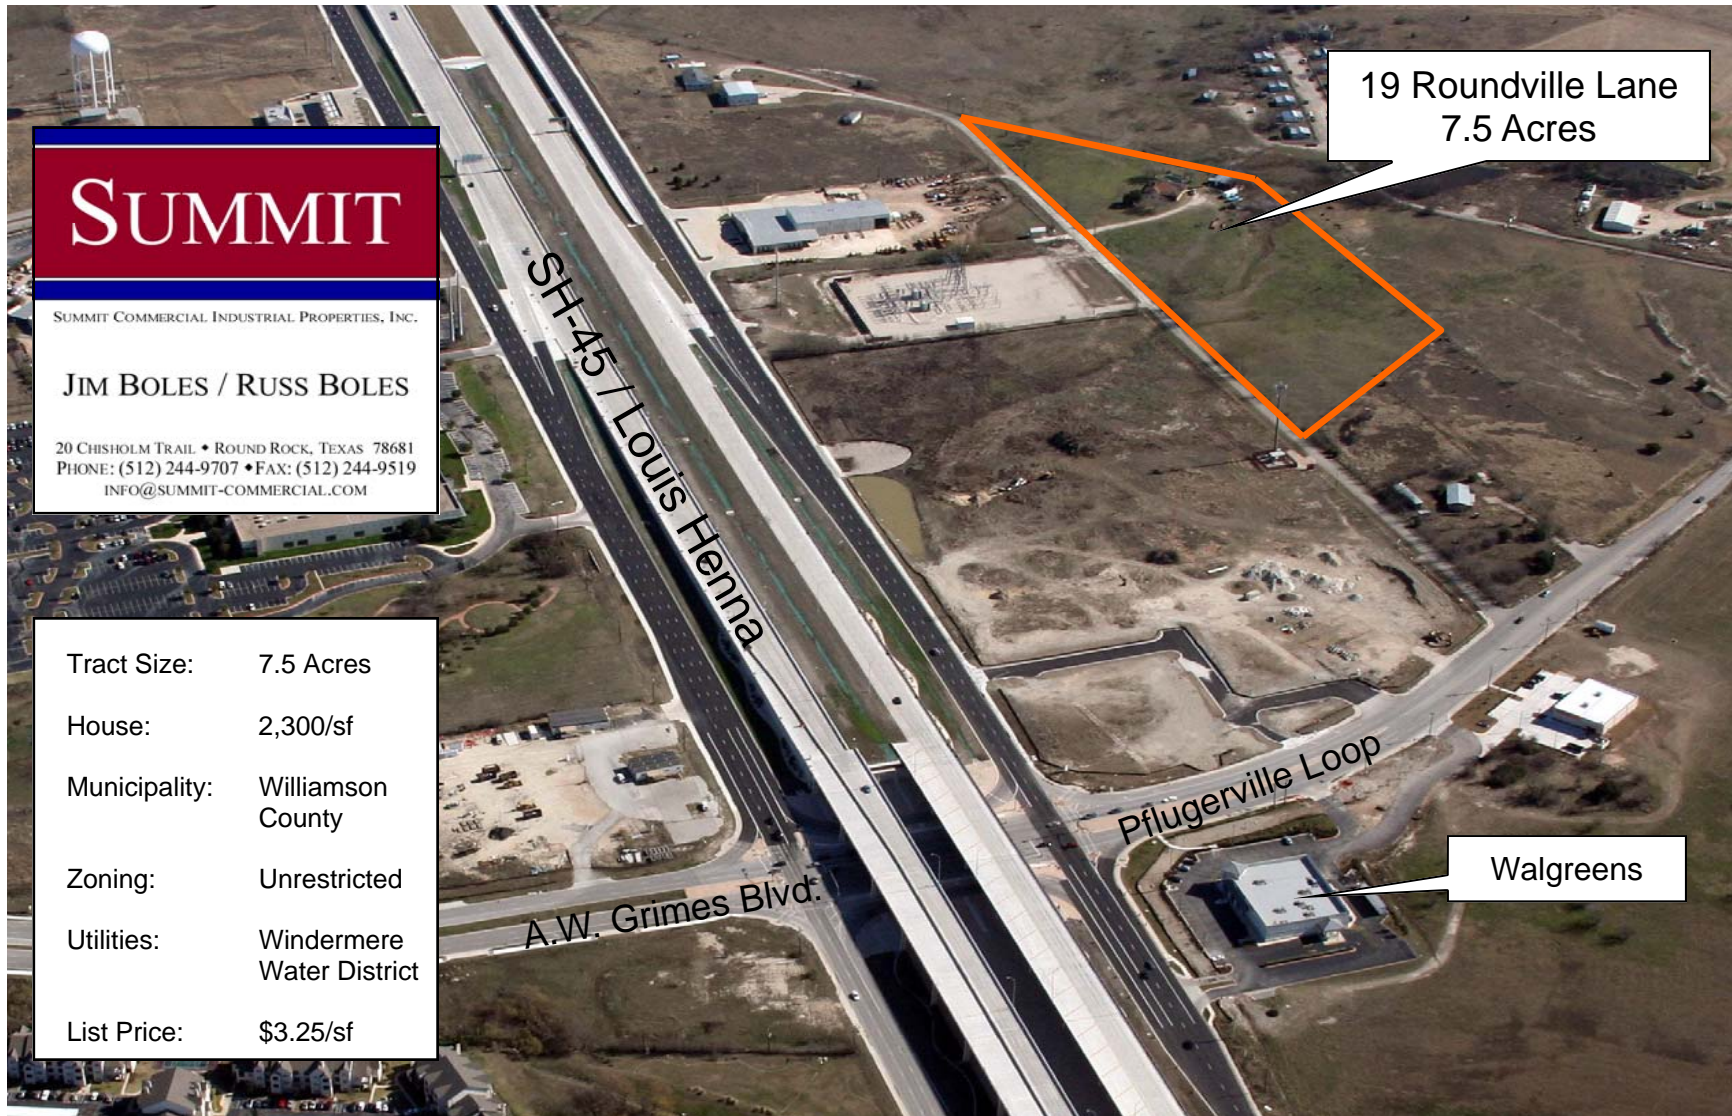 19 Roundville Lane
7.5 Acres
SUMMIT
SUMMIT COMMERCIAL INDUSTRIAL PROPERTIES, INC.
JIM BOLES / RUSS BOLES
20 CHISHOLM TRAIL ◆ ROUND ROCK, TEXAS 78681
PHONE: (512) 244-9707 ◆ FAX: (512) 244-9519
INFO@SUMMIT-COMMERCIAL.COM
SH-45 / Louis Henna
Tract Size: 7.5 Acres
House: 2,300/sf
Municipality: Williamson
County
Zoning: Unrestricted
Utilities: Windermere
Water District
List Price: $3.25/sf
Pflugerville Loop
A.W. Grimes Blvd.
Walgreens